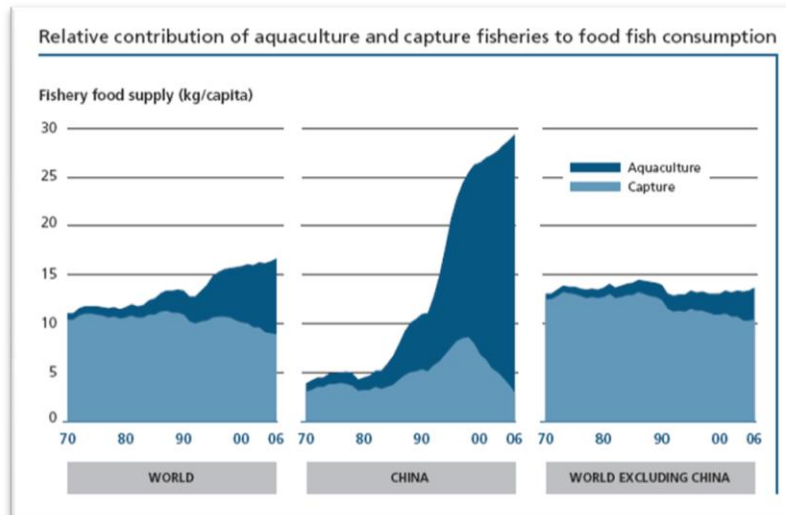 Relative contribution of aquaculture and capture fisheries to food fish consumption
Fishery food supply (kg/capita)
30
25
20
15
10
5
0
Aquaculture
Capture
70 80 90 00 06 70 80 90 00 06 70 80 90 00 06
WORLD CHINA WORLD EXCLUDING CHINA